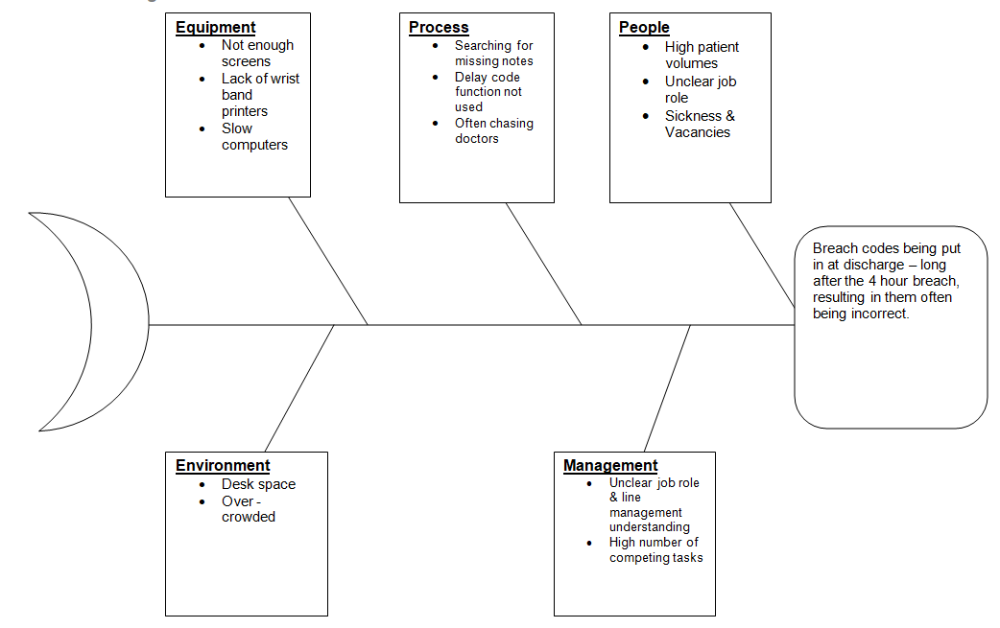 Equipment
Not enough
screens
Lack of wrist
band
printers
Slow
computers
Process
Searching for
missing notes
Delay code
function not
used
Often chasing
doctors
People
High patient
volumes
Unclear job
role
Sickness &
Vacancies
Breach codes being put
in at discharge – long
after the 4 hour breach,
resulting in them often
being incorrect.
Environment
Desk space
Over -
crowded
Management
Unclear job role
& line
management
understanding
High number of
competing tasks